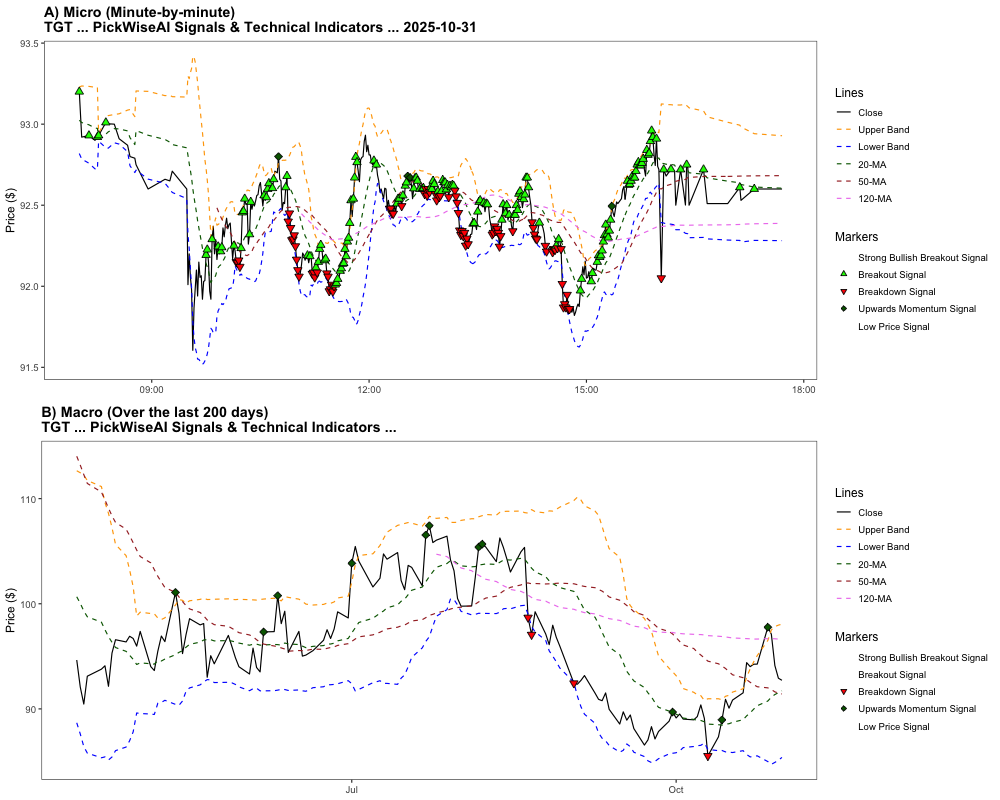 A) Micro (Minute-by-minute)
TGT ... PickWiseAI Signals & Technical Indicators ... 2025-10-31
Price ($)
93.5
93.0
92.5
92.0
91.5
09:00
12:00
15:00
18:00
Lines
Close
Upper Band
Lower Band
20-MA
50-MA
120-MA
Markers
Strong Bullish Breakout Signal
Breakout Signal
Breakdown Signal
Upwards Momentum Signal
Low Price Signal
B) Macro (Over the last 200 days)
TGT ... PickWiseAI Signals & Technical Indicators ...
Price ($)
110
100
90
Jul
Oct
Lines
Close
Upper Band
Lower Band
20-MA
50-MA
120-MA
Markers
Strong Bullish Breakout Signal
Breakout Signal
Breakdown Signal
Upwards Momentum Signal
Low Price Signal